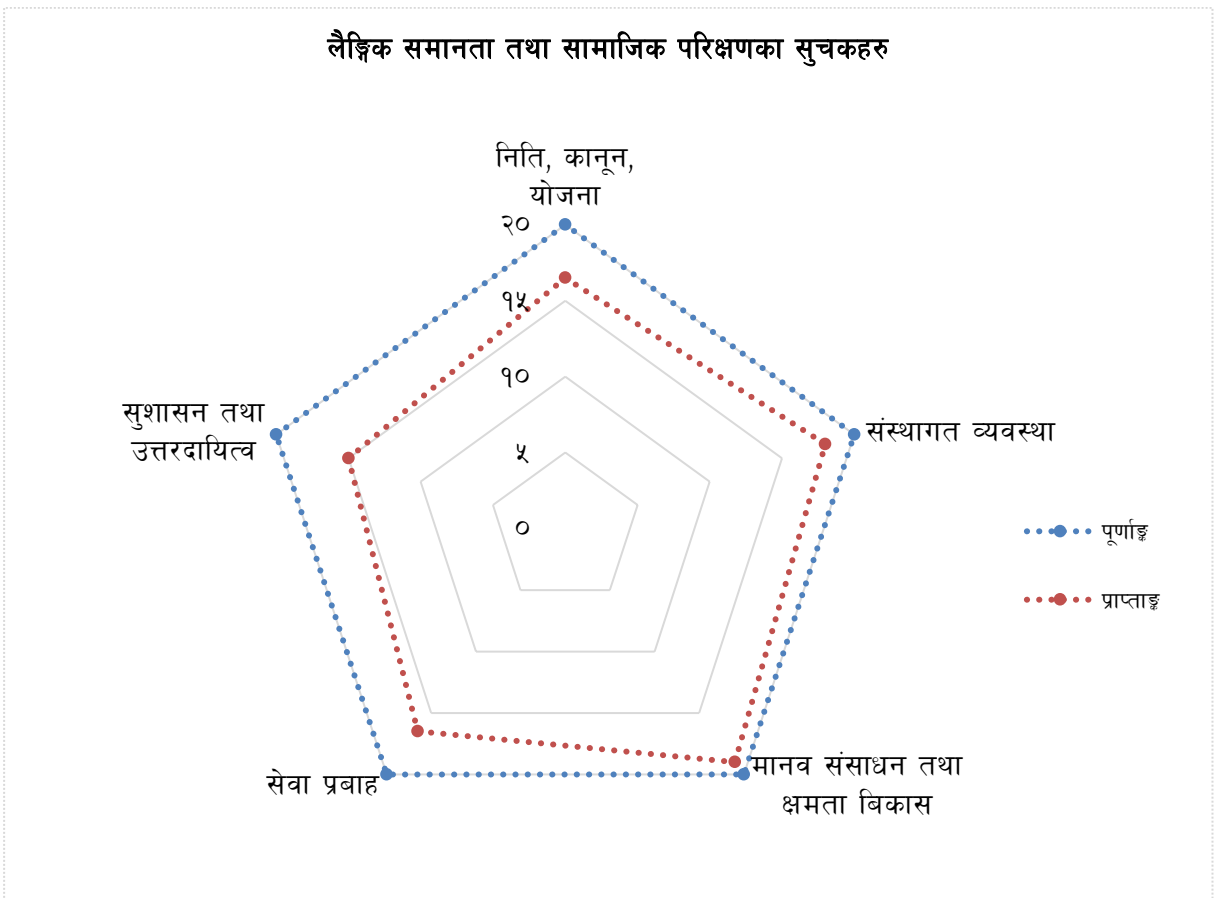 लैङ्गिक समानता तथा सामाजिक परिक्षणका सुचकहरु
निति, कानून,
योजना
२०
१५
१०
५
०
सुशासन तथा
उत्तरदायित्व
संस्थागत व्यवस्था
पूर्णाङ्क
प्राप्ताङ्क
सेवा प्रबाह
मानव संसाधन तथा
क्षमता बिकास